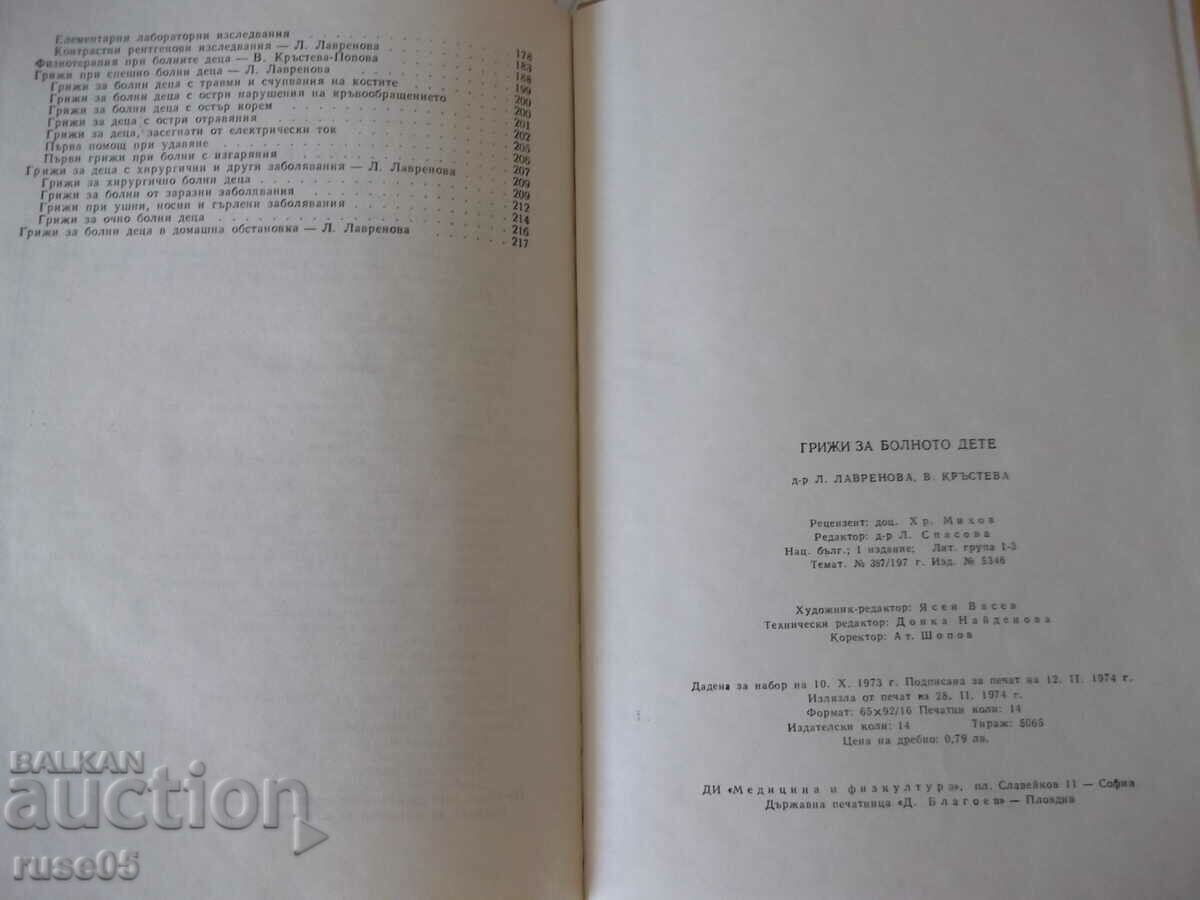 Елементарни лабораторни изследвания
Контрастни рентгенови изследвания — Л. Лавренова . . . 178
Физиотерапия при болните деца — В. Кръстева-Попова . . . 183
Грижи при спешно болни деца — Л. Лавренова . . . 188
Грижи за болни деца с травми и счупвания на костите . . . 199
Грижи за болни деца с остри нарушения на кръвообращението . . . 200
Грижи за болни деца с остър корем . . . 200
Грижи за деца с остри отравяния . . . 201
Грижи за деца, засегнати от електрически ток . . . 202
Първа помощ при удавяне . . . 205
Първи грижи при болни с изгаряния . . . 206
Грижи за деца с хирургични и други заболявания — Л. Лавренова . . . 207
Грижи за хирургично болни деца . . . 209
Грижи за болни от заразни заболявания . . . 209
Грижи при ушни, носни и гърлени заболявания . . . 212
Грижи за очно болни деца . . . 214
Грижи за болни деца в домашна обстановка — Л. Лавренова . . . 216
217
ГРИЖИ ЗА БОЛНОТО ДЕТЕ
д-р Л. ЛАВРЕНОВА, В. КРЪСТЕВА
Рецензент: доц. Хр. Михов
Редактор: д-р Л. Спасова
Нац. бълг.; 1 издание; Лит. група 1-3
Темат. № 387/197 г. Изд. № 5346
Художник-редактор: Ясен Васев
Технически редактор: Донка Найденова
Коректор: Ат. Шопов
Дадена за набор на 10. X. 1973 г. Подписана за печат на 12. II. 1974 г.
Излязла от печат на 28. II. 1974 г.
Формат: 65×92/16 Печатни коли: 14
Издателски коли: 14 Тираж: 5065
Цена на дребно: 0,79 лв.
ДИ «Медицина и физкултура», пл. Славейков 11 — София
Държавна печатница «Д. Благоев» — Пловдив
BALKAN
auction
ruse05